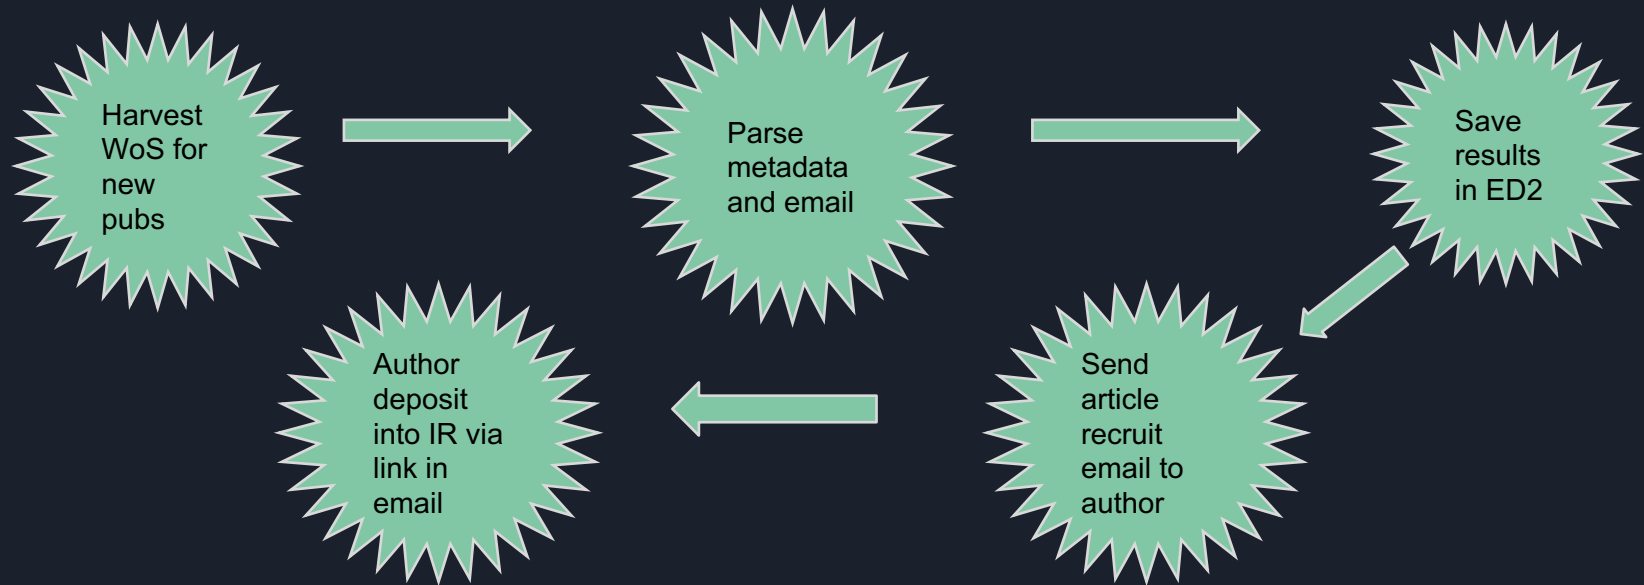 Harvest
WoS for
new
pubs
Parse
metadata
and email
Save
results
in ED2
Send
article
recruit
email to
author
Author
deposit
into IR via
link in
email